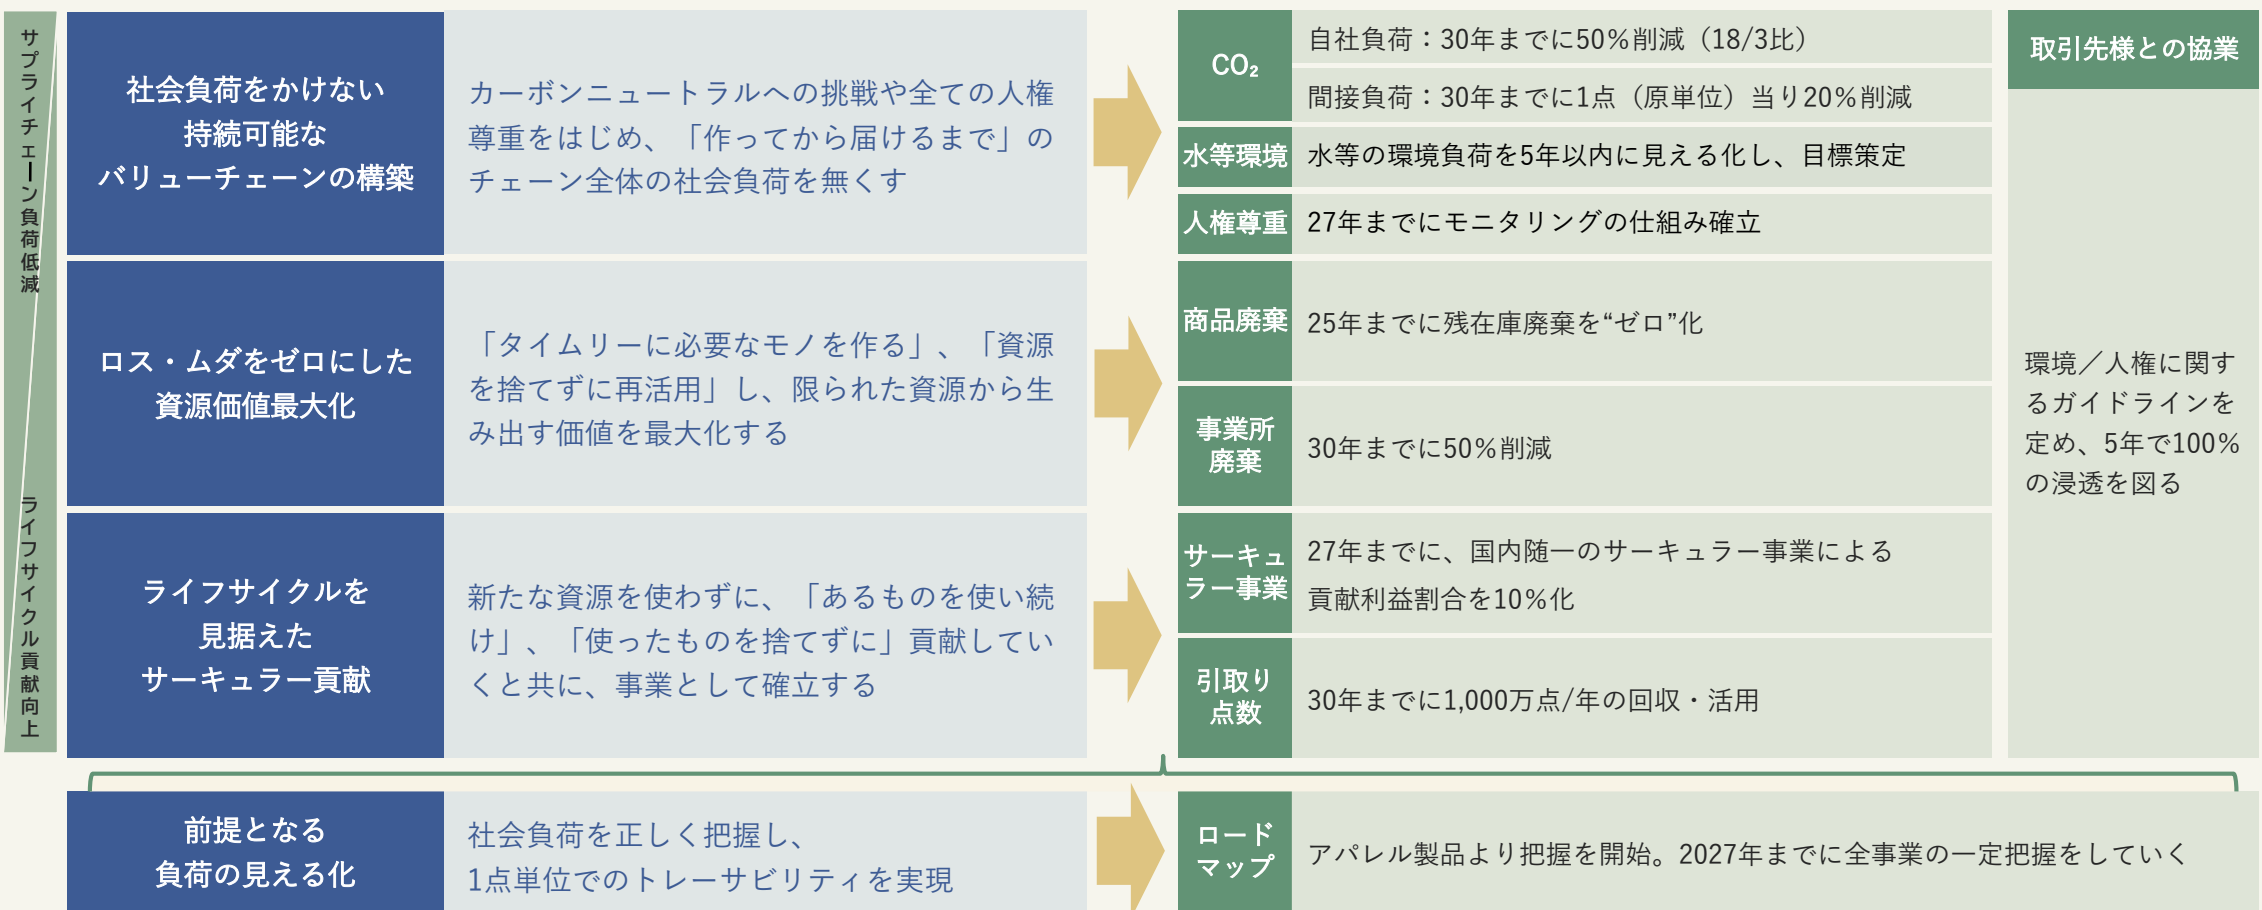 サプライチェーン負荷低減
ライフサイクル貢献向上
社会負荷をかけない
持続可能な
バリューチェーンの構築
カーボンニュートラルへの挑戦や全ての人権
尊重をはじめ、「作ってから届けるまで」の
チェーン全体の社会負荷を無くす
CO₂
自社負荷：30年までに50％削減（18/3比）
間接負荷：30年までに1点（原単位）当り20％削減
水等環境
水等の環境負荷を5年以内に見える化し、目標策定
人権尊重
27年までにモニタリングの仕組み確立
ロス・ムダをゼロにした
資源価値最大化
「タイムリーに必要なモノを作る」、「資源
を捨てずに再活用」し、限られた資源から生
み出す価値を最大化する
商品廃棄
25年までに残在庫廃棄を“ゼロ”化
事業所
廃棄
30年までに50％削減
ライフサイクルを
見据えた
サーキュラー貢献
新たな資源を使わずに、「あるものを使い続
け」、「使ったものを捨てずに」貢献してい
くと共に、事業として確立する
サーキュ
ラー事業
27年までに、国内随一のサーキュラー事業による
貢献利益割合を10％化
引取り
点数
30年までに1,000万点/年の回収・活用
取引先様との協業
環境／人権に関す
るガイドラインを
定め、5年で100％
の浸透を図る
前提となる
負荷の見える化
社会負荷を正しく把握し、
1点単位でのトレーサビリティを実現
ロード
マップ
アパレル製品より把握を開始。2027年までに全事業の一定把握をしていく